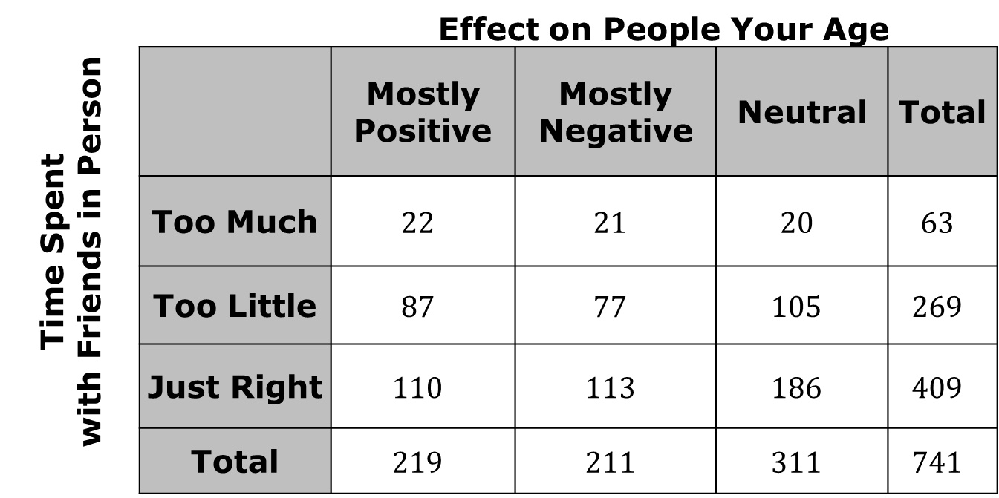 Effect on People Your Age
Time Spent
with Friends in Person
Mostly
Positive
Mostly
Negative
Neutral
Total
Too Much
22
21
20
63
Too Little
87
77
105
269
Just Right
110
113
186
409
Total
219
211
311
741